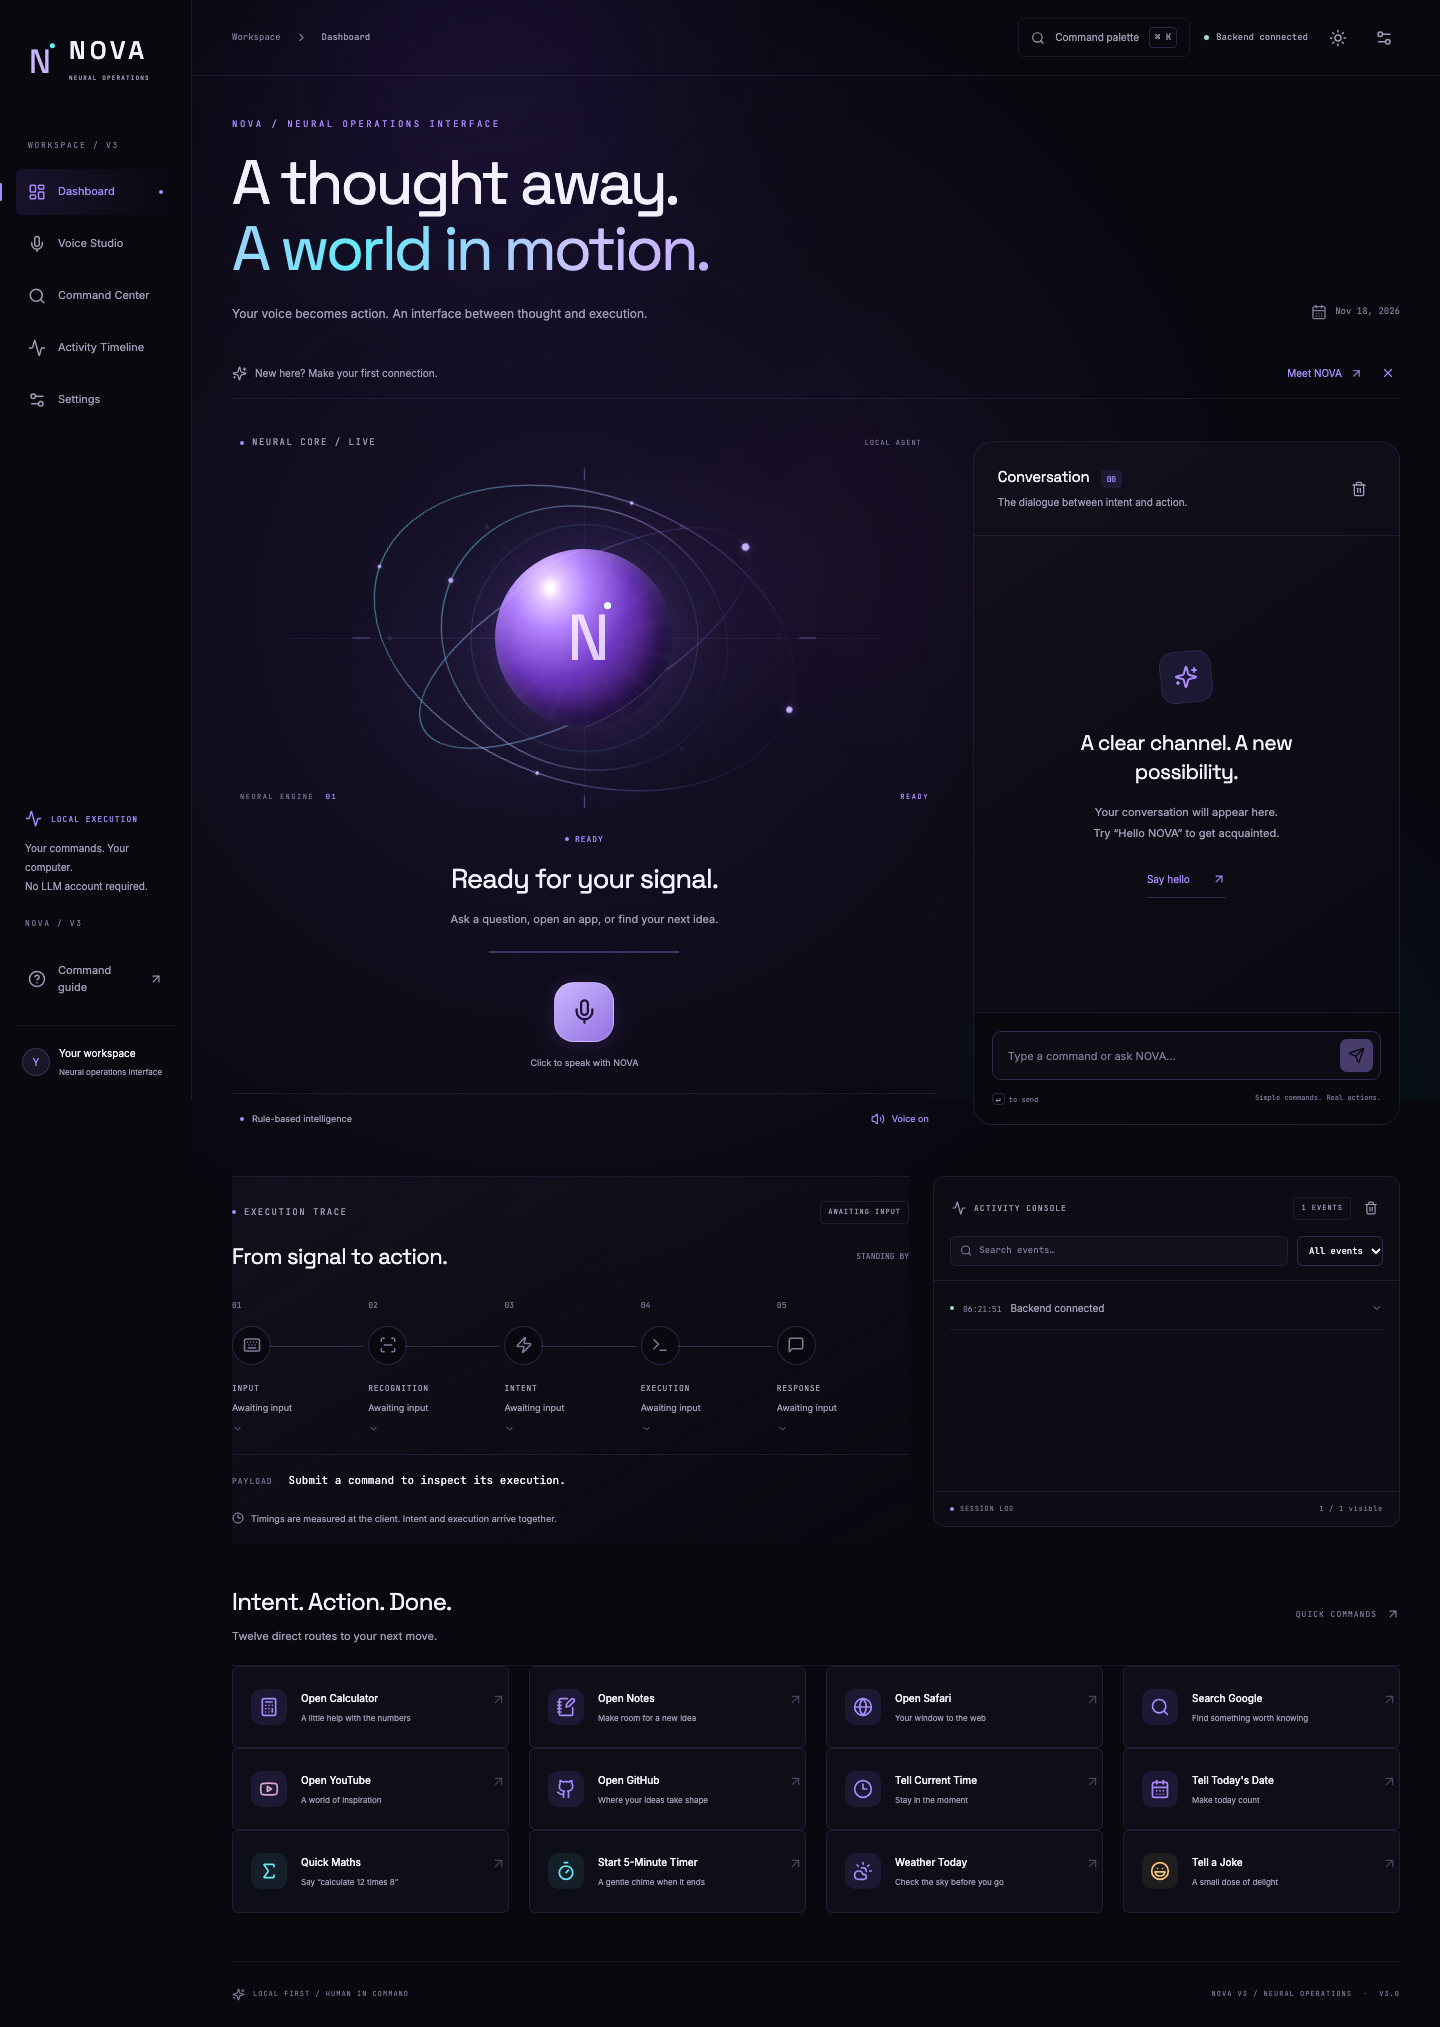 NOVA
NEURAL OPERATIONS
WORKSPACE / V3
Dashboard
Voice Studio
Command Center
Activity Timeline
Settings
LOCAL EXECUTION
Your commands. Your
computer.
No LLM account required.
NOVA / V3
Command
guide
Y
Your workspace
Neural operations interface
Workspace
Dashboard
Command palette
⌘ K
Backend connected
NOVA / NEURAL OPERATIONS INTERFACE
A thought away.
A world in motion.
Your voice becomes action. An interface between thought and execution.
Nov 18, 2026
New here? Make your first connection.
Meet NOVA
NEURAL CORE / LIVE
LOCAL AGENT
N
NEURAL ENGINE 01
READY
READY
Ready for your signal.
Ask a question, open an app, or find your next idea.
Click to speak with NOVA
Rule-based intelligence
Voice on
Conversation 00
The dialogue between intent and action.
A clear channel. A new
possibility.
Your conversation will appear here.
Try “Hello NOVA” to get acquainted.
Say hello
Type a command or ask NOVA...
↵ to send
Simple commands. Real actions.
EXECUTION TRACE
AWAITING INPUT
From signal to action.
STANDING BY
01
02
03
04
05
INPUT
RECOGNITION
INTENT
EXECUTION
RESPONSE
Awaiting input
Awaiting input
Awaiting input
Awaiting input
Awaiting input
PAYLOAD Submit a command to inspect its execution.
Timings are measured at the client. Intent and execution arrive together.
ACTIVITY CONSOLE
1 EVENTS
Search events…
All events
06:21:51 Backend connected
SESSION LOG
1 / 1 visible
Intent. Action. Done.
Twelve direct routes to your next move.
QUICK COMMANDS
Open Calculator
A little help with the numbers
Open Notes
Make room for a new idea
Open Safari
Your window to the web
Search Google
Find something worth knowing
Open YouTube
A world of inspiration
Open GitHub
Where your ideas take shape
Tell Current Time
Stay in the moment
Tell Today's Date
Make today count
Quick Maths
Say “calculate 12 times 8”
Start 5-Minute Timer
A gentle chime when it ends
Weather Today
Check the sky before you go
Tell a Joke
A small dose of delight
LOCAL FIRST / HUMAN IN COMMAND
NOVA V3 / NEURAL OPERATIONS - V3.0